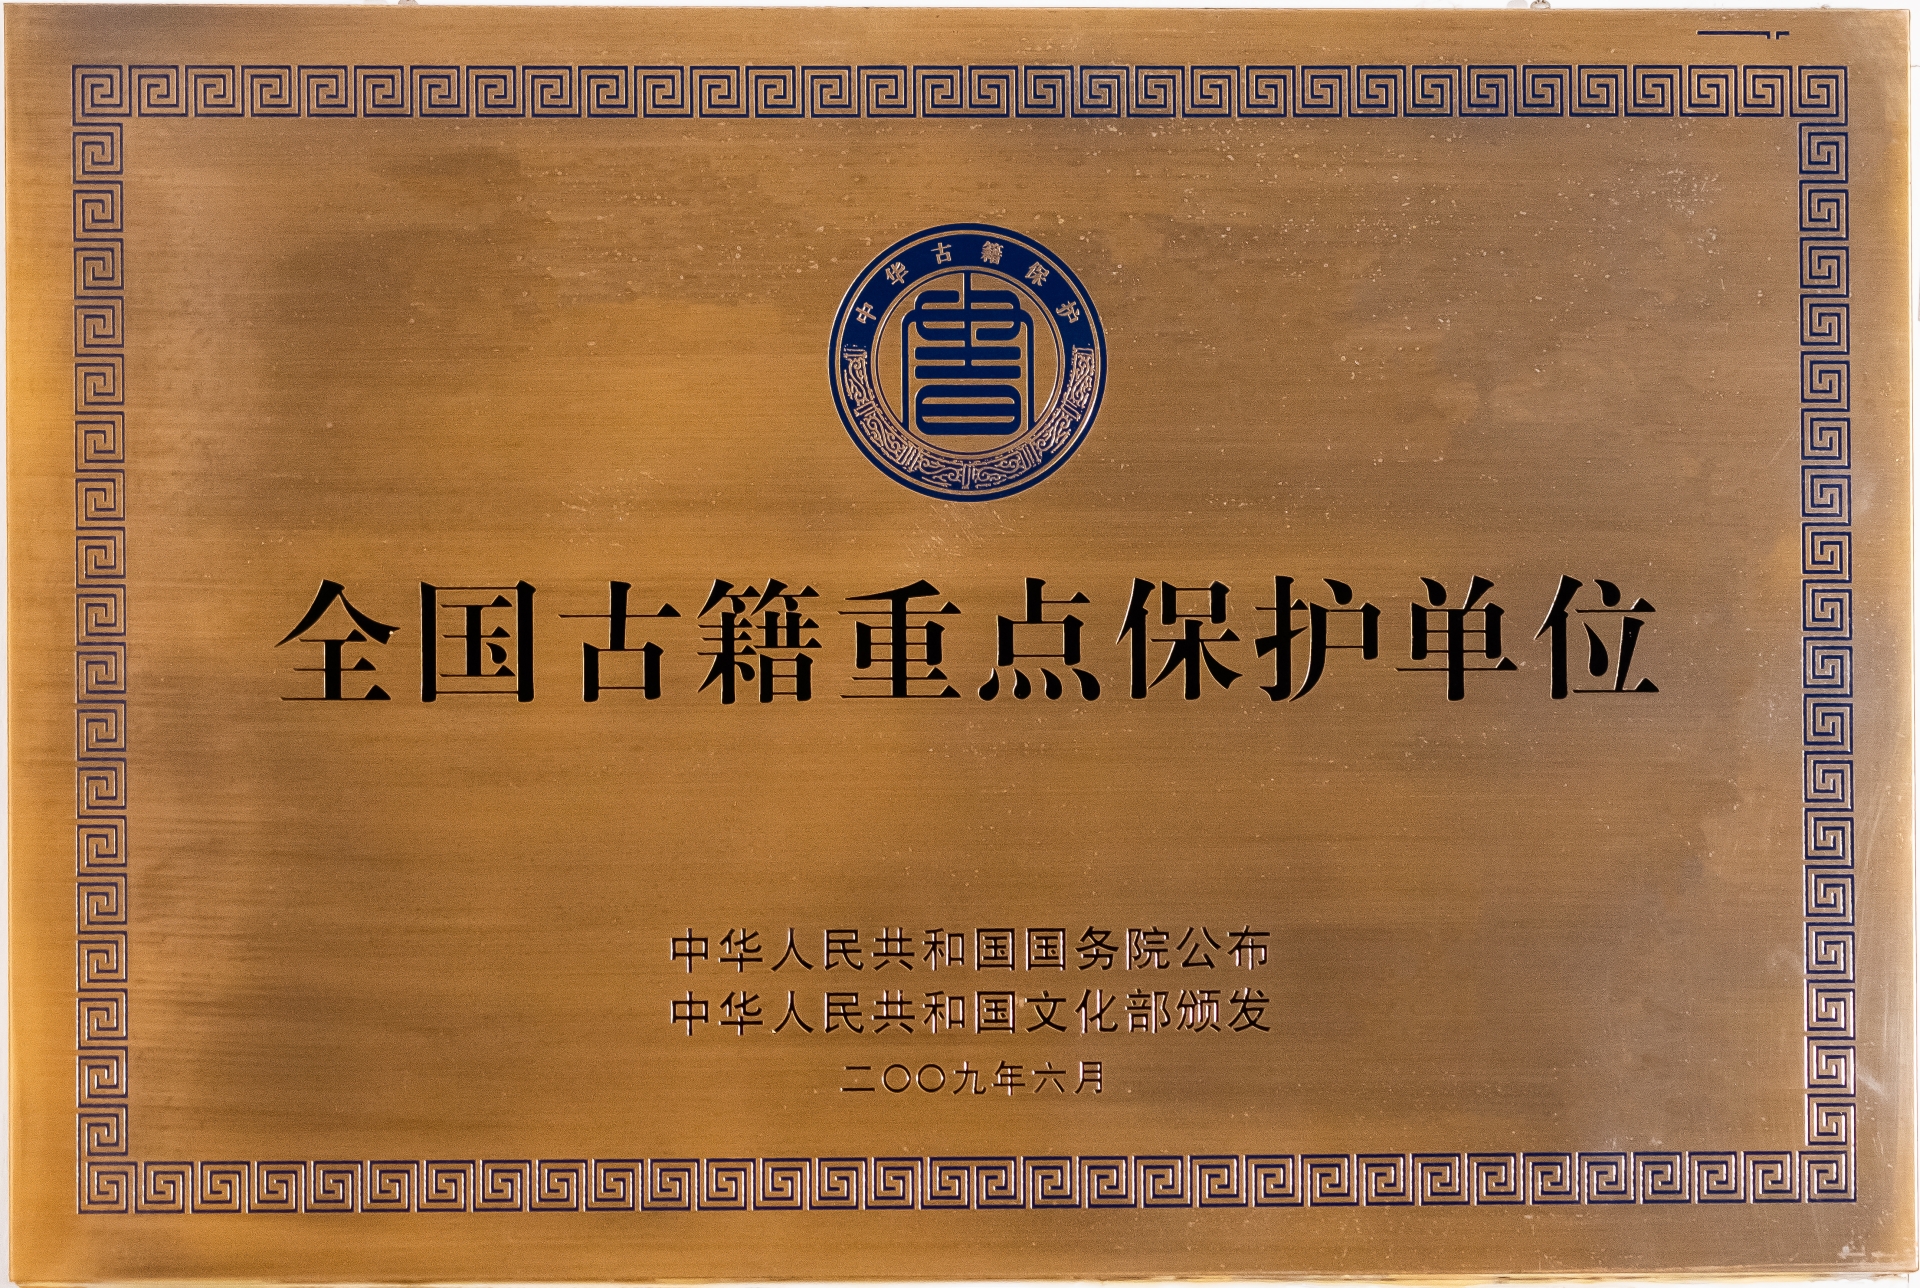 中华古籍保护
書
全国古籍重点保护单位
中华人民共和国国务院公布
中华人民共和国文化部颁发
二〇〇九年六月